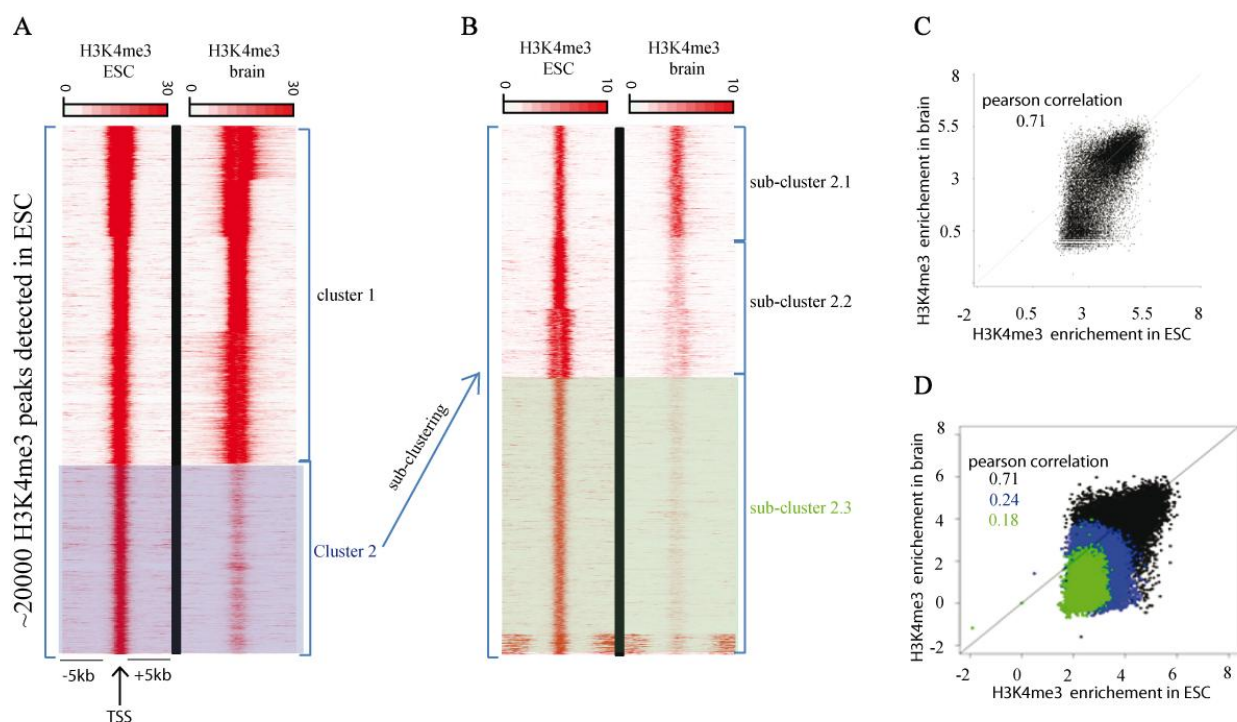 A
H3K4me3
ESC
H3K4me3
brain
0
30
0
30
~20000 H3K4me3 peaks detected in ESC
cluster 1
Cluster 2
-5kb
+5kb
TSS
sub-clustering
B
H3K4me3
ESC
H3K4me3
brain
0
10
0
10
sub-cluster 2.1
sub-cluster 2.2
sub-cluster 2.3
C
pearson correlation
0.71
H3K4me3 enrichement in brain
8
5.5
3
0.5
-2
0.5
3
5.5
8
H3K4me3 enrichement in ESC
D
pearson correlation
0.71
0.24
0.18
H3K4me3 enrichement in brain
8
6
4
2
0
-2
-2
0
2
4
6
8
H3K4me3 enrichement in ESC